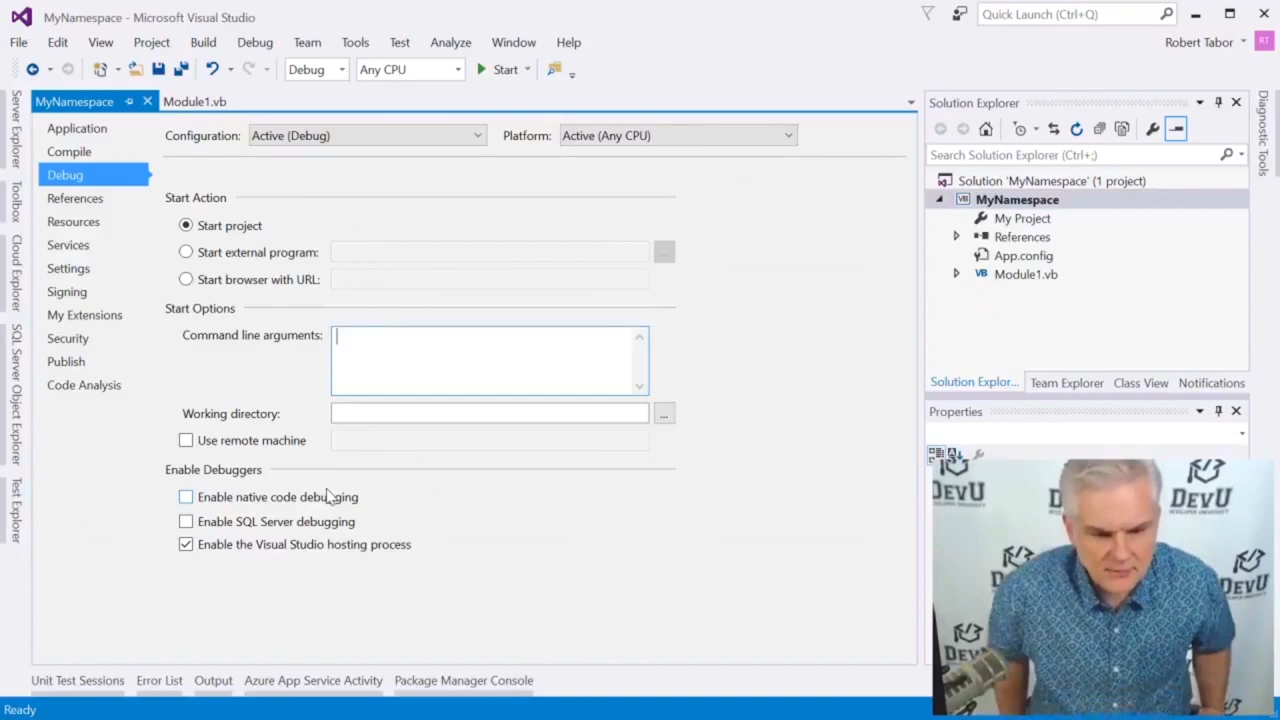 MyNamespace - Microsoft Visual Studio
Quick Launch (Ctrl+Q)
File Edit View Project Build Debug Team Tools Test Analyze Window Help
Robert Tabor RT
Debug Any CPU Start
Server Explorer
Toolbox
Cloud Explorer
SQL Server Object Explorer
Test Explorer
MyNamespace Module1.vb
Application
Compile
Debug
References
Resources
Services
Settings
Signing
My Extensions
Security
Publish
Code Analysis
Configuration: Active (Debug) Platform: Active (Any CPU)
Start Action
Start project
Start external program: ...
Start browser with URL:
Start Options
Command line arguments:
Working directory: ...
Use remote machine
Enable Debuggers
Enable native code debugging
Enable SQL Server debugging
Enable the Visual Studio hosting process
Solution Explorer
Search Solution Explorer (Ctrl+;)
Solution 'MyNamespace' (1 project)
VB MyNamespace
My Project
References
App.config
VB Module1.vb
Solution Explor... Team Explorer Class View Notifications
Properties
Diagnostic Tools
DEVU
DEVELOPER UNIVERSITY
Unit Test Sessions Error List Output Azure App Service Activity Package Manager Console
Ready